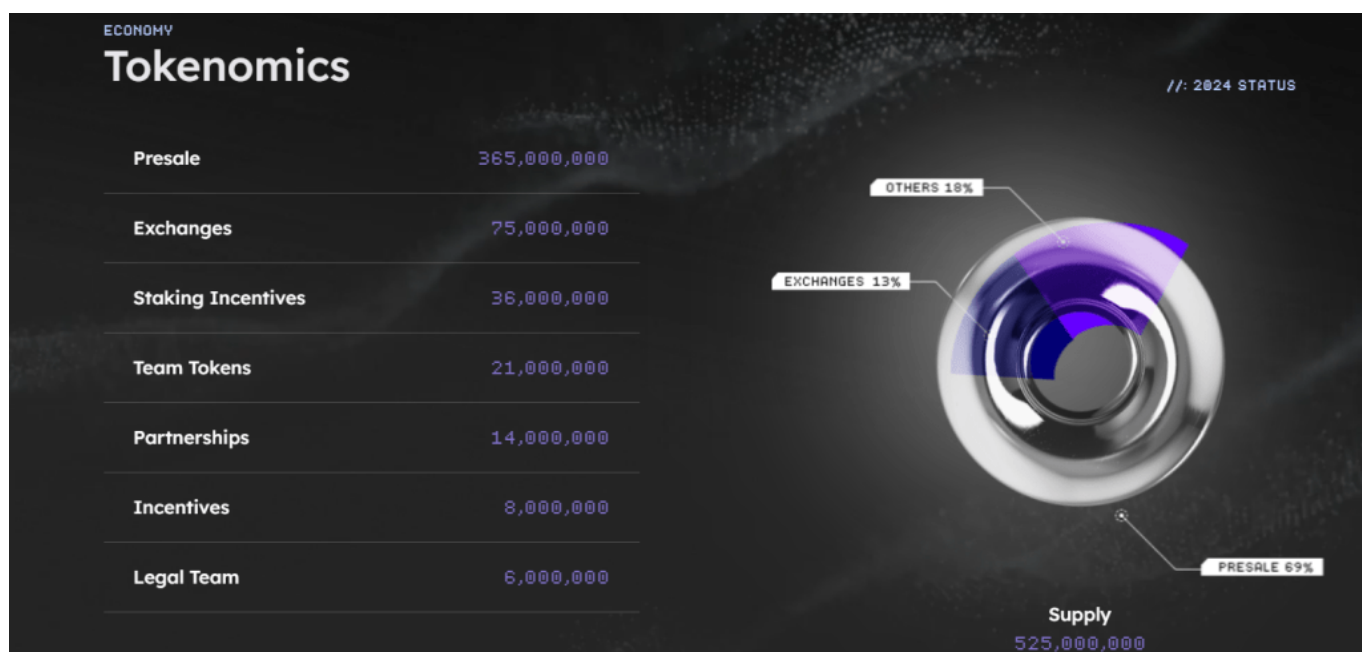 ECONOMY
Tokenomics
//: 2024 STATUS
Presale 365,000,000
Exchanges 75,000,000
Staking Incentives 36,000,000
Team Tokens 21,000,000
Partnerships 14,000,000
Incentives 8,000,000
Legal Team 6,000,000
OTHERS 18%
EXCHANGES 13%
PRESALE 69%
Supply
525,000,000